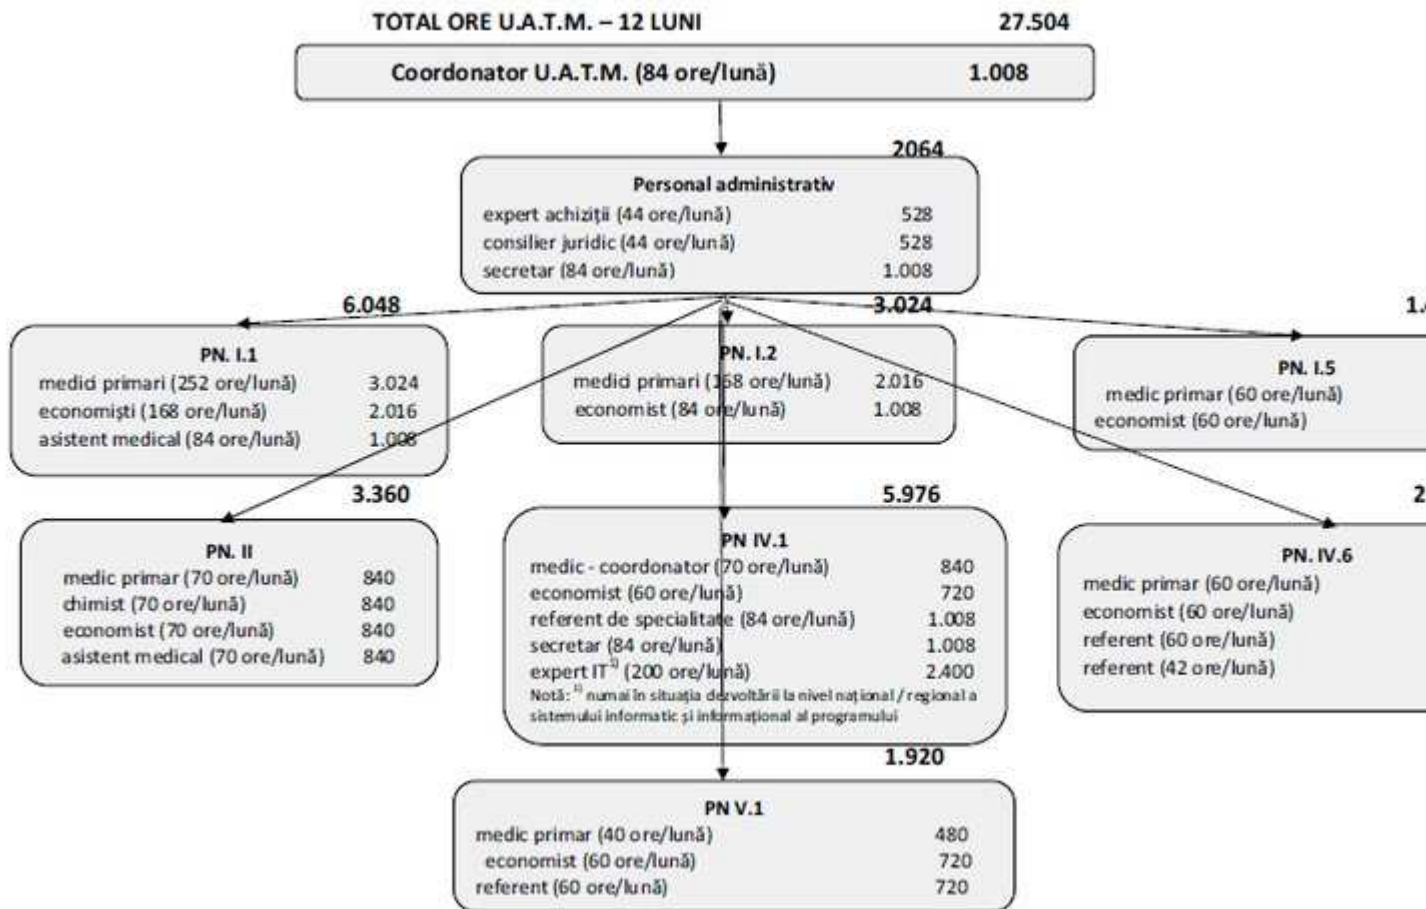 TOTAL ORE U.A.T.M. – 12 LUNI 27.504
Coordonator U.A.T.M. (84 ore/lună) 1.008
2064
Personal administrativ
expert achiziții (44 ore/lună) 528
consilier juridic (44 ore/lună) 528
secretar (84 ore/lună) 1.008
6.048
PN. I.1
medici primari (252 ore/lună) 3.024
economiști (168 ore/lună) 2.016
asistent medical (84 ore/lună) 1.008
3.024
PN. I.2
medici primari (168 ore/lună) 2.016
economist (84 ore/lună) 1.008
PN. I.5
medic primar (60 ore/lună)
economist (60 ore/lună)
3.360
PN. II
medic primar (70 ore/lună) 840
chimist (70 ore/lună) 840
economist (70 ore/lună) 840
asistent medical (70 ore/lună) 840
5.976
PN IV.1
medic - coordonator (70 ore/lună) 840
economist (60 ore/lună) 720
referent de specialitate (84 ore/lună) 1.008
secretar (84 ore/lună) 1.008
expert IT¹⁾ (200 ore/lună) 2.400
Notă: ¹⁾ numai în situația dezvoltării la nivel național / regional a
sistemului informatic și informațional al programului
PN. IV.6
medic primar (60 ore/lună)
economist (60 ore/lună)
referent (60 ore/lună)
referent (42 ore/lună)
1.920
PN V.1
medic primar (40 ore/lună) 480
economist (60 ore/lună) 720
referent (60 ore/lună) 720